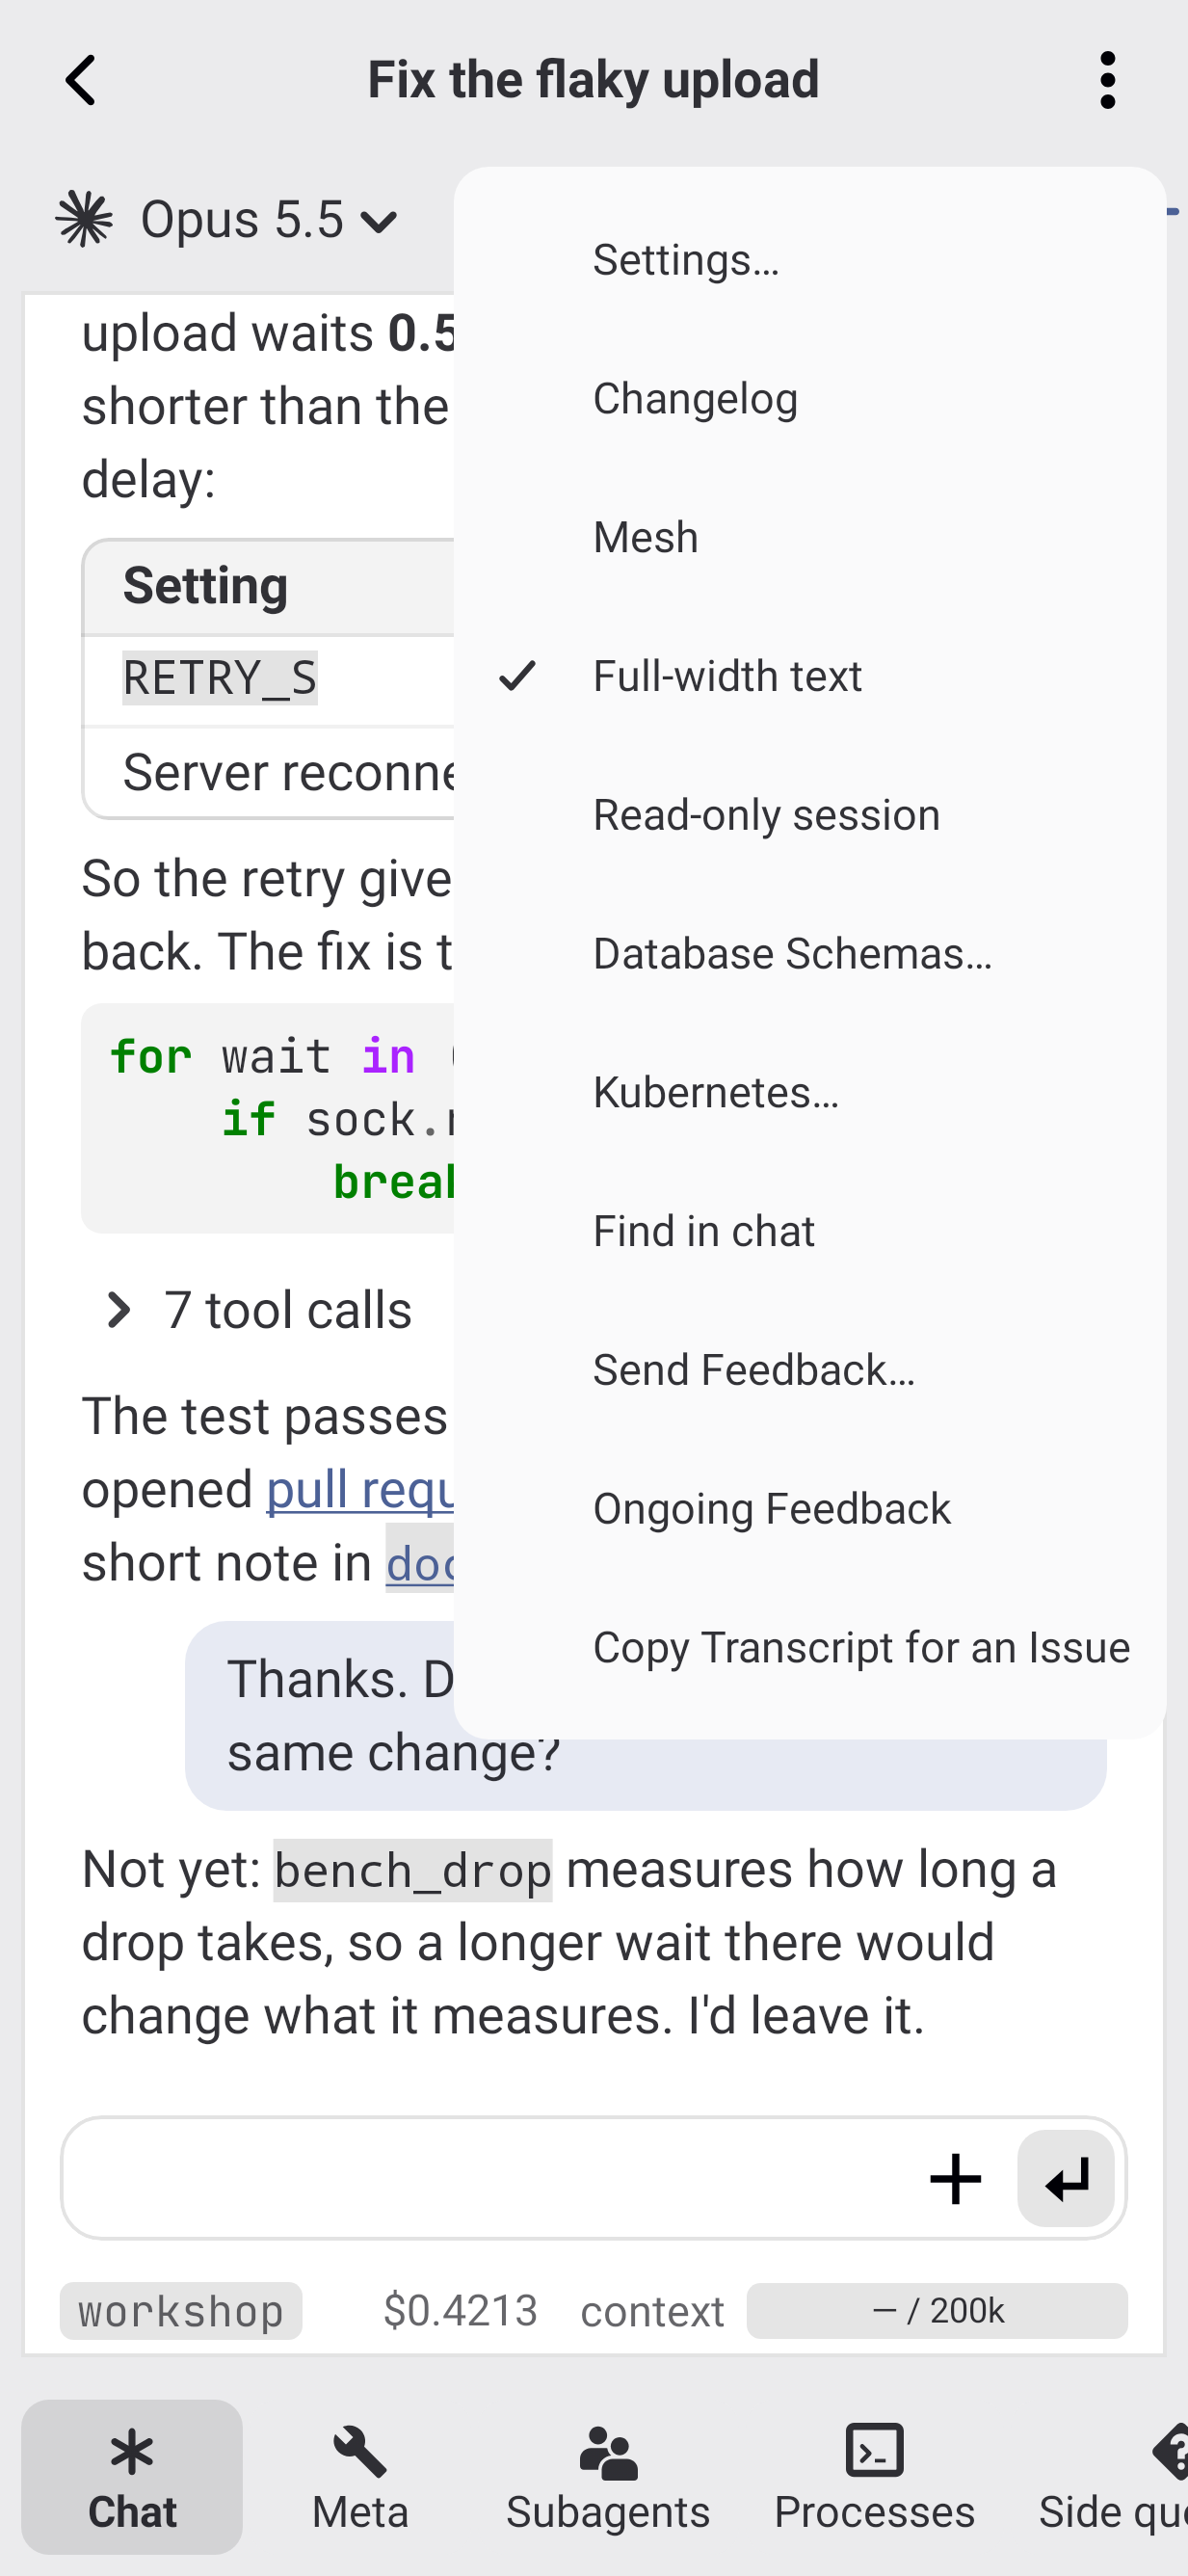 Fix the flaky upload
Opus 5.5
Settings…
Changelog
Mesh
Full-width text
Read-only session
Database Schemas…
Kubernetes…
Find in chat
Send Feedback…
Ongoing Feedback
Copy Transcript for an Issue
upload waits 0.5
shorter than the
delay:
Setting
RETRY_S
Server
So the retry give
back. The fix is t
for wait in
if sock.
break
7 tool calls
The test passes
opened pull
short note in
Thanks.
same change?
Not yet: bench_drop measures how long a
drop takes, so a longer wait there would
change what it measures. I'd leave it.
workshop $0.4213 context – / 200k
Chat Meta Subagents Processes Side